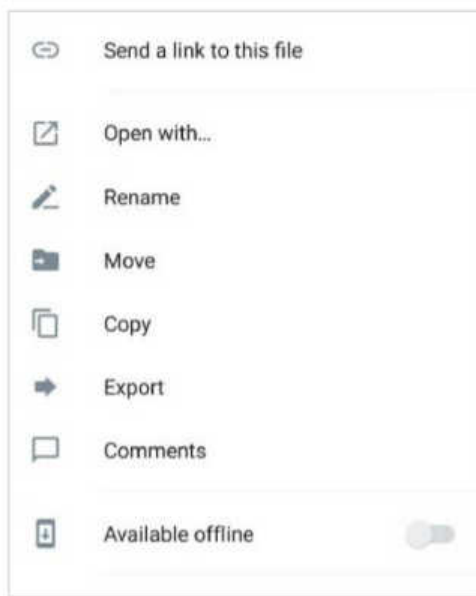 Send a link to this file
Open with...
Rename
Move
Copy
Export
Comments
Available offline